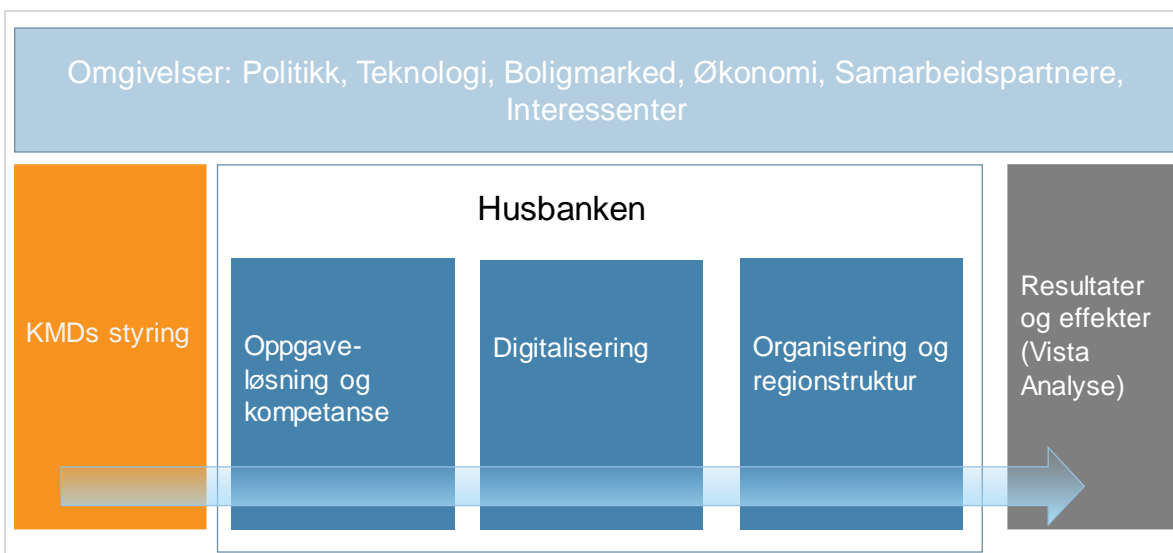 Omgivelser: Politikk, Teknologi, Boligmarked, Økonomi, Samarbeidspartnere,
Interessenter
KMDs styring
Husbanken
Oppgave-
løsning og
kompetanse
Digitalisering
Organisering og
regionstruktur
Resultater
og effekter
(Vista
Analyse)